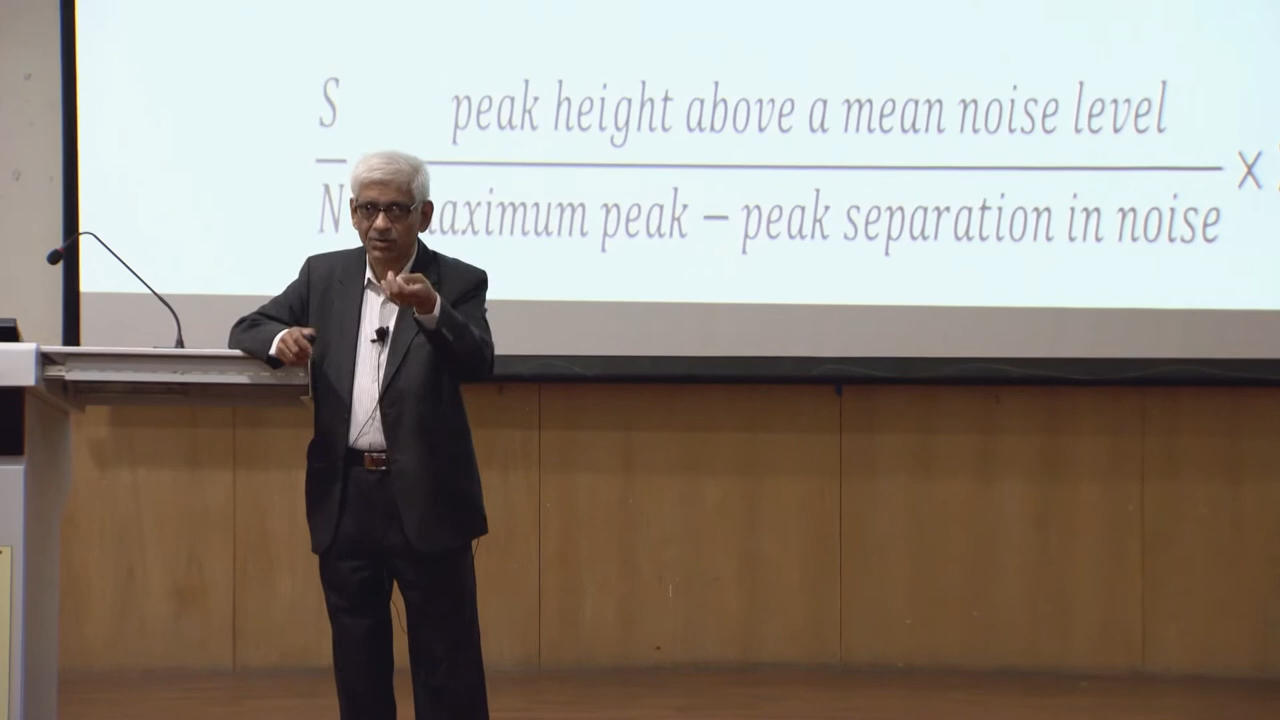 S peak height above a mean noise level
N aximum peak – peak separation in noise ×